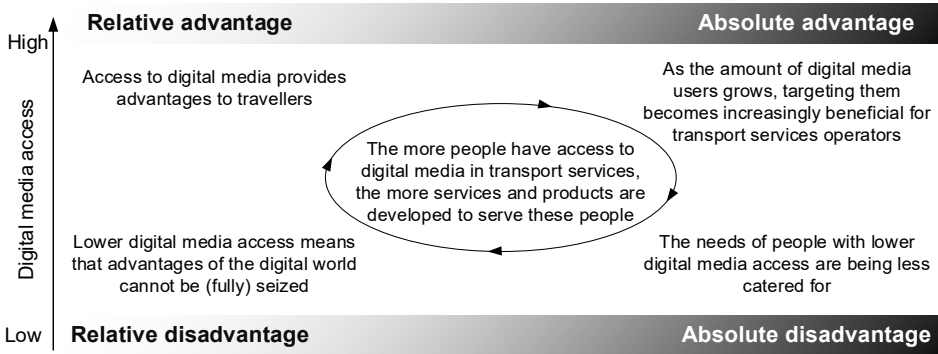 Relative advantage
Absolute advantage
High
Digital media access
Low
Access to digital media provides
advantages to travellers
As the amount of digital media
users grows, targeting them
becomes increasingly beneficial for
transport services operators
The more people have access to
digital media in transport services,
the more services and products are
developed to serve these people
Lower digital media access means
that advantages of the digital world
cannot be (fully) seized
The needs of people with lower
digital media access are being less
catered for
Relative disadvantage
Absolute disadvantage